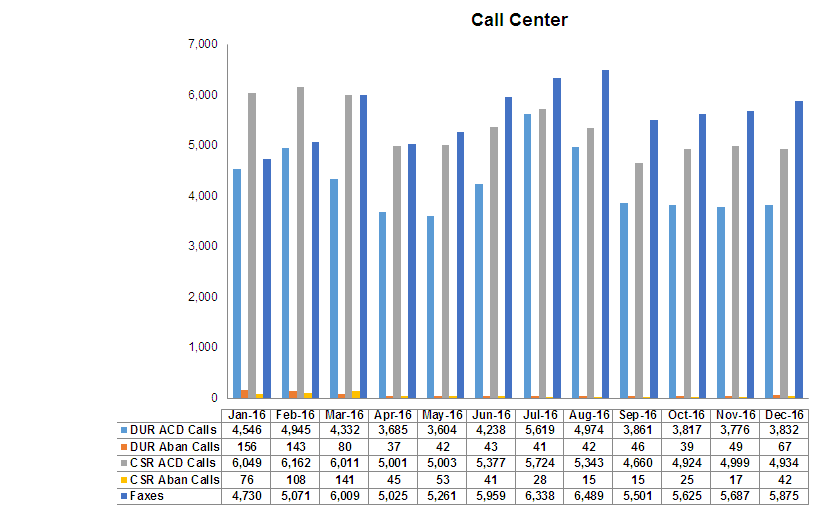 Call Center
7,000
6,000
5,000
4,000
3,000
2,000
1,000
0
Jan-16 Feb-16 Mar-16 Apr-16 May-16 Jun-16 Jul-16 Aug-16 Sep-16 Oct-16 Nov-16 Dec-16
DUR ACD Calls 4,546 4,945 4,332 3,685 3,604 4,238 5,619 4,974 3,861 3,817 3,776 3,832
DUR Aban Calls 156 143 80 37 42 43 41 42 46 39 49 67
CSR ACD Calls 6,049 6,162 6,011 5,001 5,003 5,377 5,724 5,343 4,660 4,924 4,999 4,934
CSR Aban Calls 76 108 141 45 53 41 28 15 15 25 17 42
Faxes 4,730 5,071 6,009 5,025 5,261 5,959 6,338 6,489 5,501 5,625 5,687 5,875